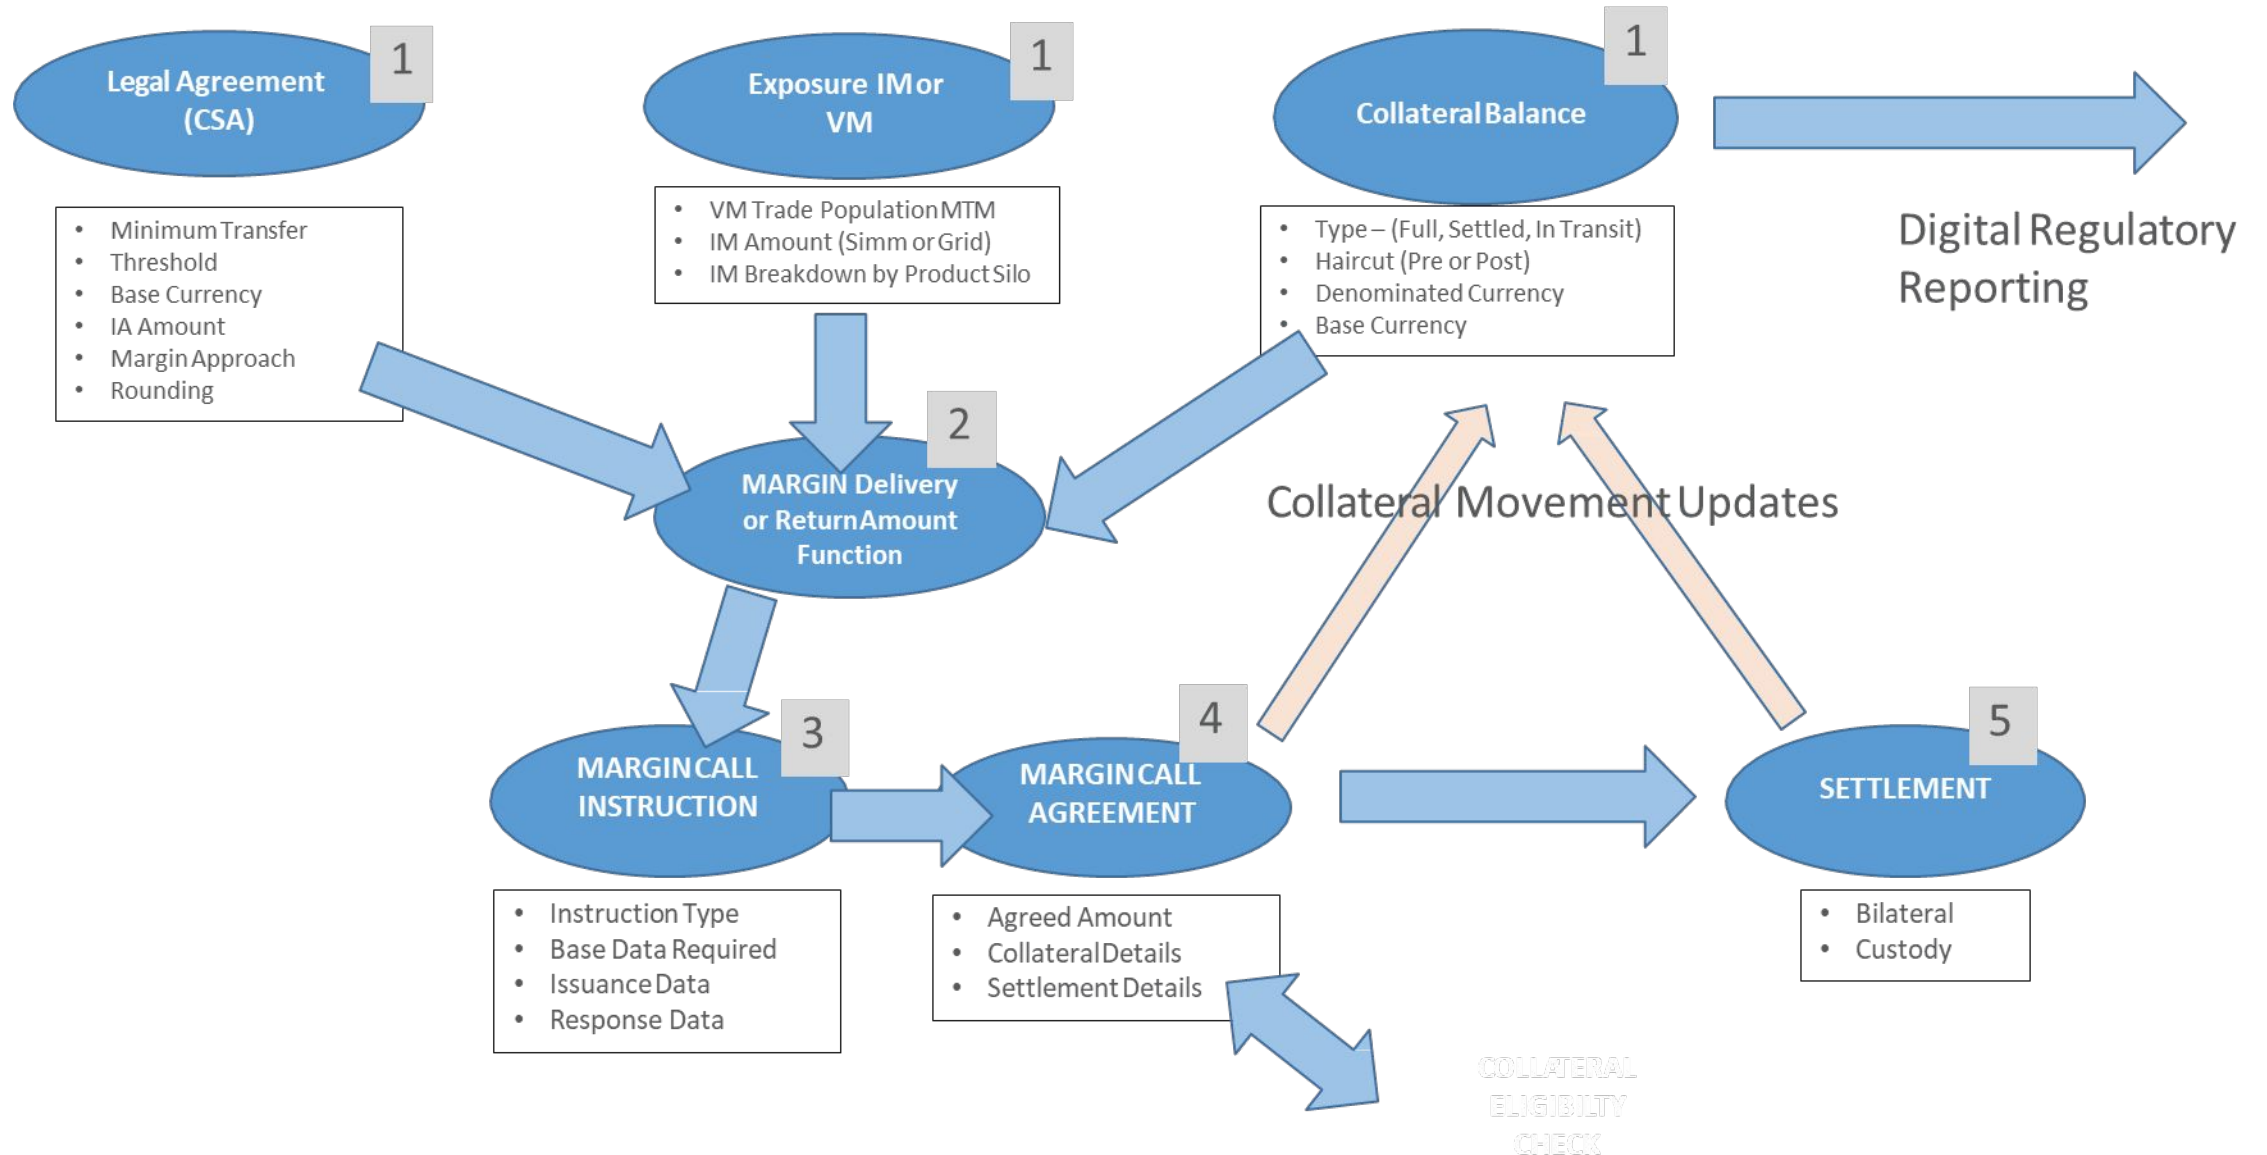 Legal Agreement
(CSA)
1
• Minimum Transfer
• Threshold
• Base Currency
• IA Amount
• Margin Approach
• Rounding
Exposure IM or
VM
1
• VM Trade Population MTM
• IM Amount (Simm or Grid)
• IM Breakdown by Product Silo
Collateral Balance
1
• Type – (Full, Settled, In Transit)
• Haircut (Pre or Post)
• Denominated Currency
• Base Currency
Digital Regulatory
Reporting
2
MARGIN Delivery
or Return Amount
Function
Collateral Movement Updates
3
MARGIN CALL
INSTRUCTION
• Instruction Type
• Base Data Required
• Issuance Data
• Response Data
4
MARGIN CALL
AGREEMENT
• Agreed Amount
• Collateral Details
• Settlement Details
5
SETTLEMENT
• Bilateral
• Custody
COLLATERAL
ELIGIBILTY
CHECK